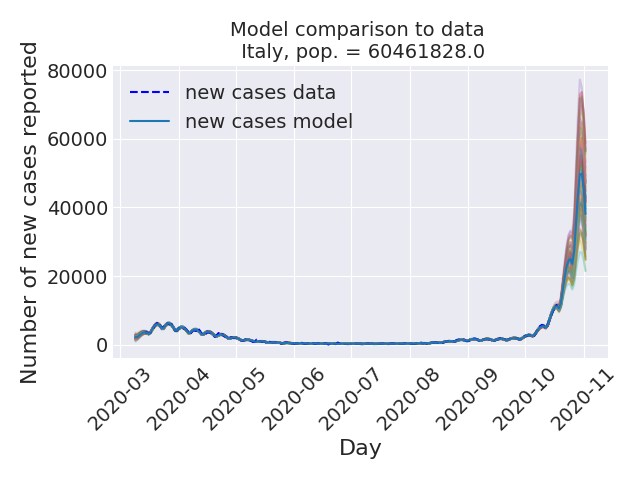 Model comparison to data
Italy, pop. = 60461828.0
Number of new cases reported
80000
60000
40000
20000
0
new cases data
new cases model
2020-03
2020-04
2020-05
2020-06
2020-07
2020-08
2020-09
2020-10
2020-11
Day